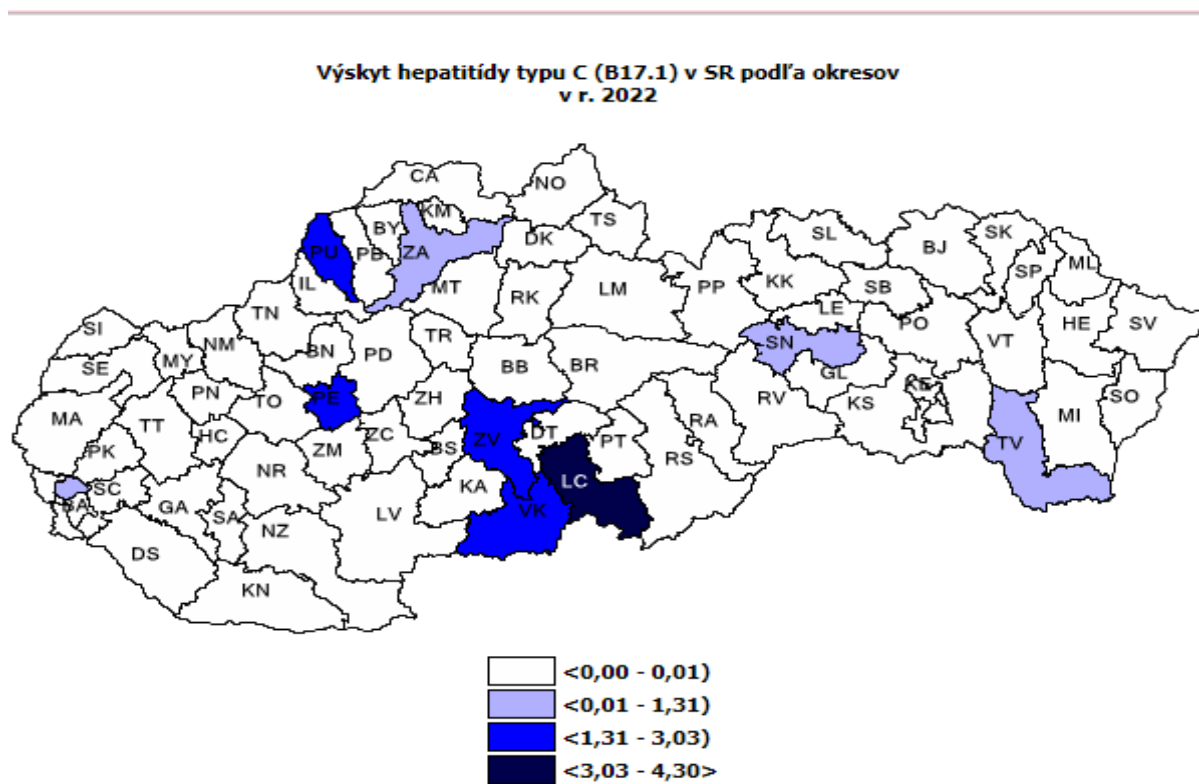 Výskyt hepatitídy typu C (B17.1) v SR podľa okresov
v r. 2022
CA
NO
KM
BY
TS
SL
SK
PU
PB
ZA
DK
BJ
ML
SP
IL
MT
RK
LM
PP
KK
SB
TN
LE
PO
HE
SV
SI
NM
BN
PD
TR
SN
VT
MY
SE
BB
BR
GL
PN
TO
PE
ZH
RV
KS
KE
MI
SO
MA
TT
HC
ZM
ZC
ZV
DT
PT
RA
TV
PK
BS
RS
NR
KA
LC
SC
BA
GA
SA
LV
VK
NZ
DS
KN
<0,00 - 0,01)
<0,01 - 1,31)
<1,31 - 3,03)
<3,03 - 4,30>